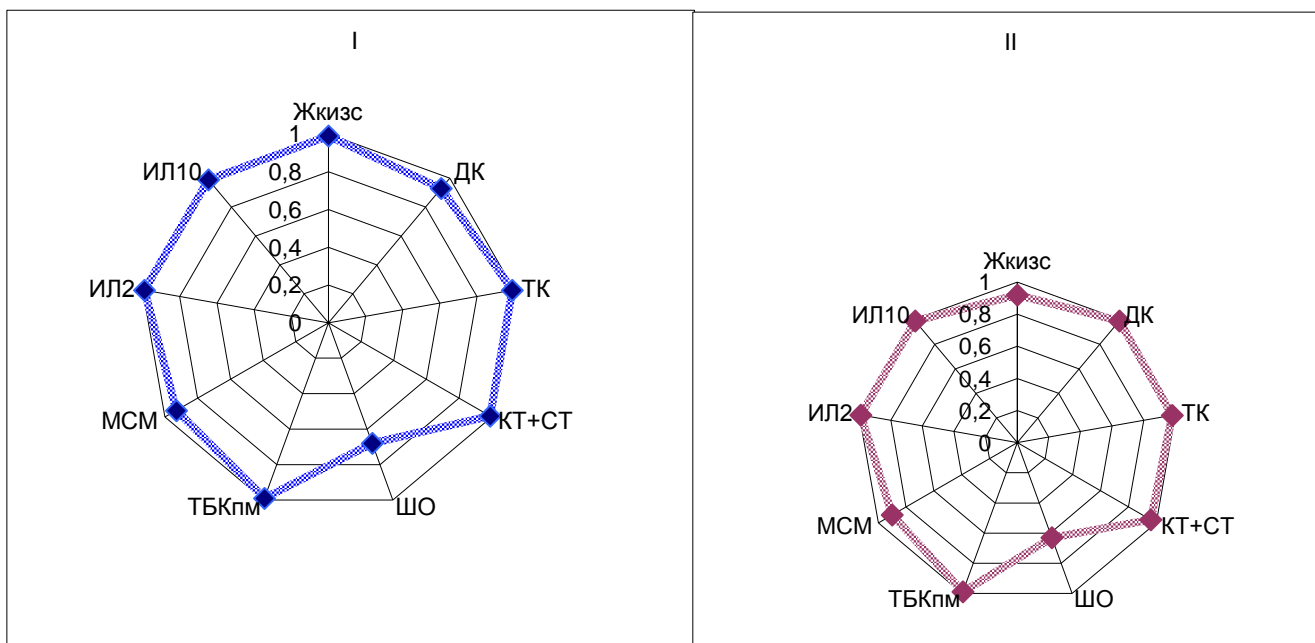 I
Жкизс
ДК
ТК
КТ+СТ
ШО
ТБКпм
МСМ
ИЛ2
ИЛ10
1
0,8
0,6
0,4
0,2
0
II
Жкизс
ДК
ТК
КТ+СТ
ШО
ТБКпм
МСМ
ИЛ2
ИЛ10
1
0,8
0,6
0,4
0,2
0